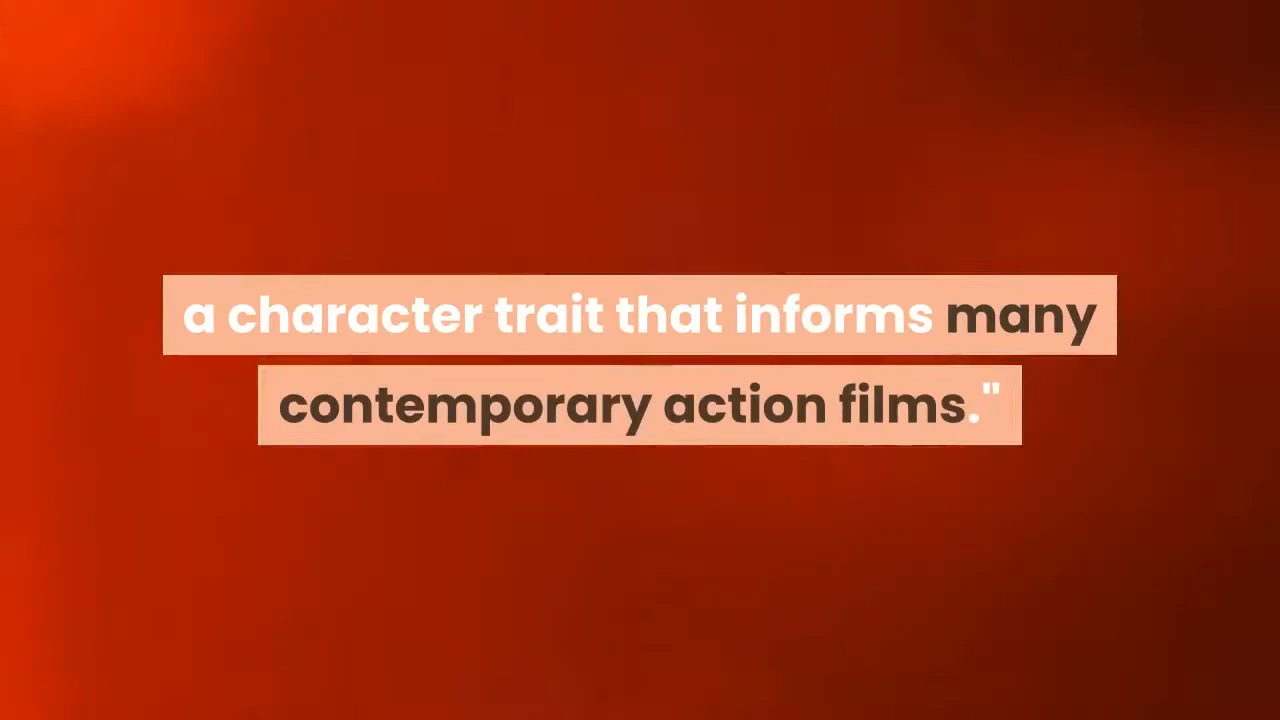 a character trait that informs many
contemporary action films."